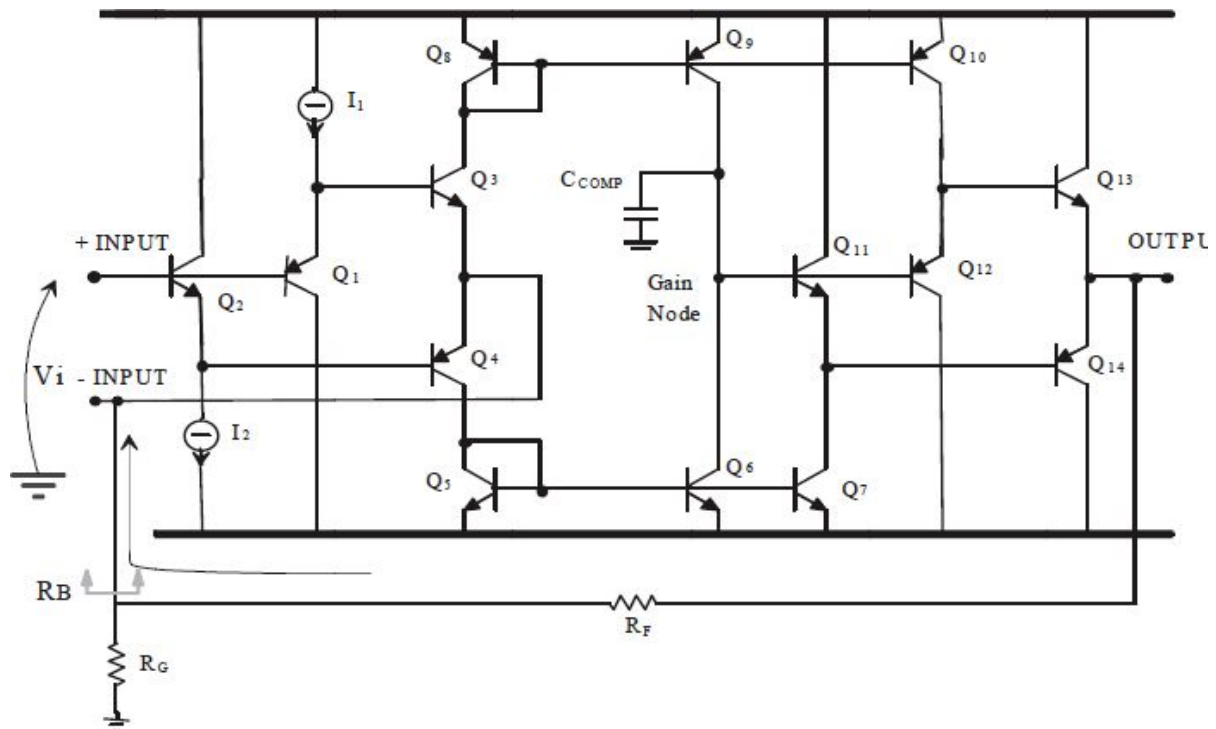 Q8
Q9
Q10
I1
Q3
CCOMP
Q13
+ INPUT
OUTPU
Q11
Q1
Q12
Q2
Gain
Node
Q4
Q14
Vi
- INPUT
I2
Q5
Q6
Q7
RB
RF
RG